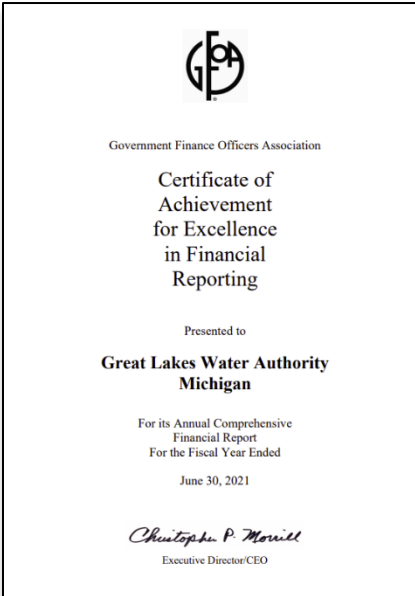 GFOA
Government Finance Officers Association
Certificate of
Achievement
for Excellence
in Financial
Reporting
Presented to
Great Lakes Water Authority
Michigan
For its Annual Comprehensive
Financial Report
For the Fiscal Year Ended
June 30, 2021
Christopher P. Morrill
Executive Director/CEO